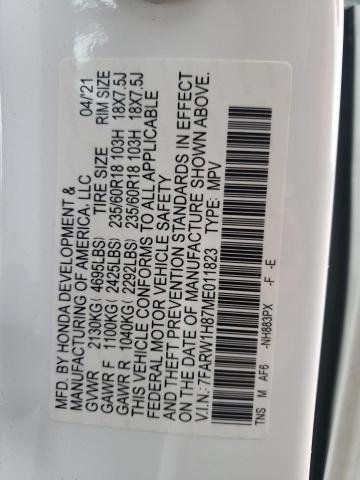 MFD. BY HONDA DEVELOPMENT &
MANUFACTURING OF AMERICA, LLC 04/21
GVWR 2130KG( 4695LBS) TIRE SIZE RIM SIZE
GAWR F 1100KG( 2425LBS) 235/60R18 103H 18X7.5J
GAWR R 1040KG( 2292LBS) 235/60R18 103H 18X7.5J
THIS VEHICLE CONFORMS TO ALL APPLICABLE
FEDERAL MOTOR VEHICLE SAFETY
AND THEFT PREVENTION STANDARDS IN EFFECT
ON THE DATE OF MANUFACTURE SHOWN ABOVE.
V.I.N.:7FARW1H87ME011823 TYPE: MPV
TNS M AF6 -NH883PX -F -E